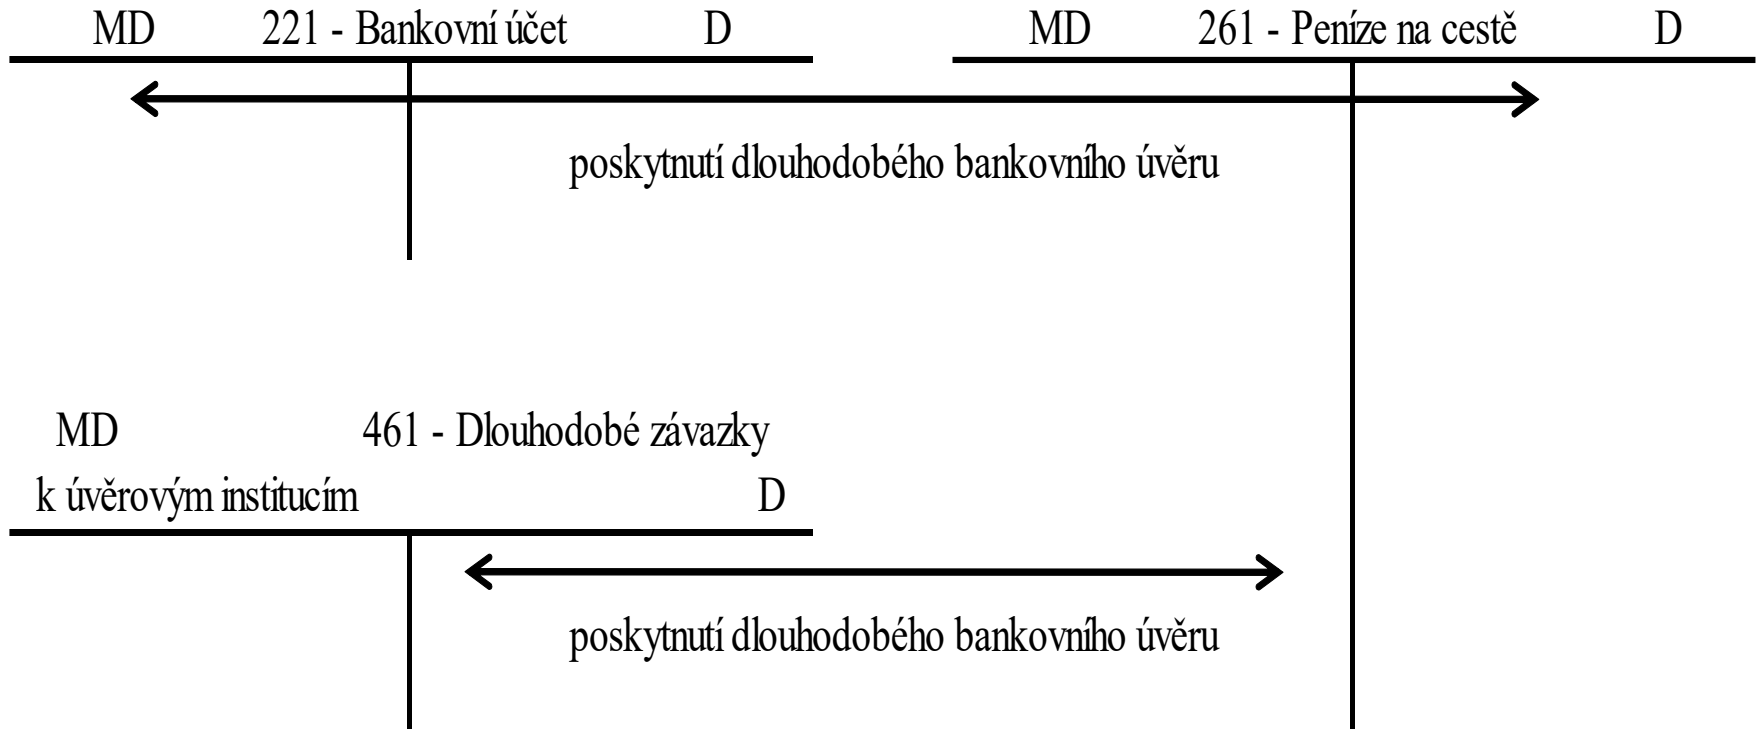 MD 221 - Bankovní účet D MD 261 - Peníze na cestě D
poskytnutí dlouhodobého bankovního úvěru
MD 461 - Dlouhodobé závazky
k úvěrovým institucím D
poskytnutí dlouhodobého bankovního úvěru